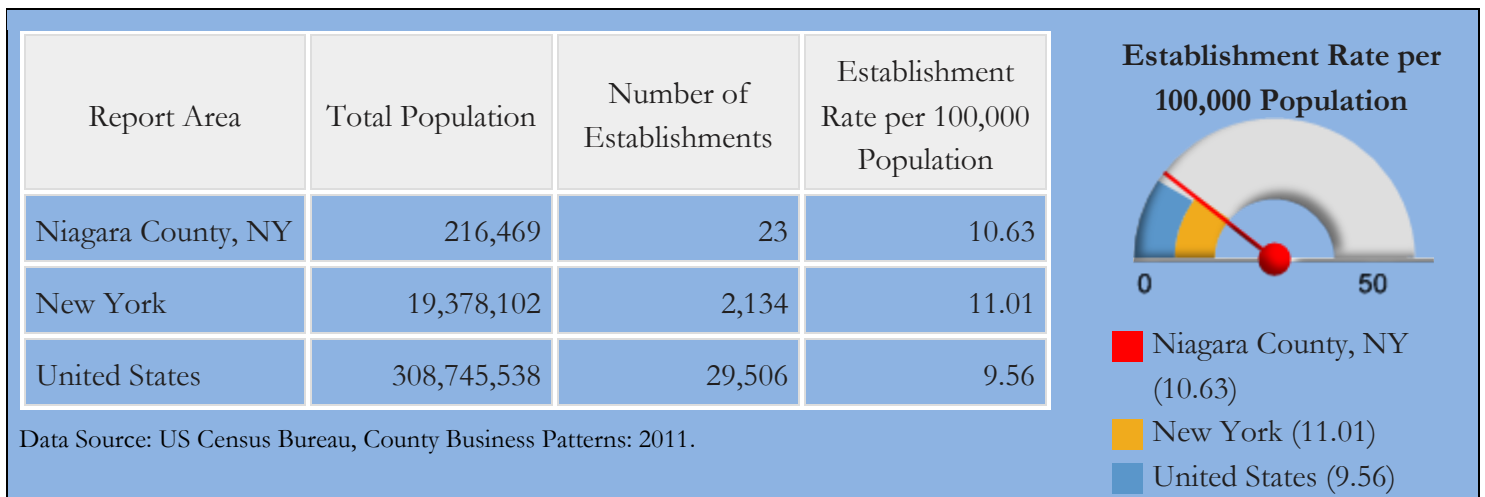 Report Area
Total Population
Number of
Establishments
Establishment
Rate per 100,000
Population
Niagara County, NY 216,469 23 10.63
New York 19,378,102 2,134 11.01
United States 308,745,538 29,506 9.56
Data Source: US Census Bureau, County Business Patterns: 2011.
Establishment Rate per
100,000 Population
0 50
Niagara County, NY
(10.63)
New York (11.01)
United States (9.56)